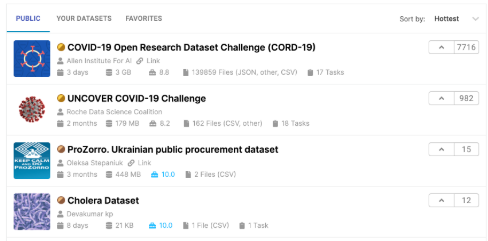 PUBLIC YOUR DATASETS FAVORITES Sort by: Hottest
COVID-19 Open Research Dataset Challenge (CORD-19) 7716
Allen Institute For AI Link
3 days 3 GB 8.8 139859 Files (JSON, other, CSV) 17 Tasks
UNCOVER COVID-19 Challenge 982
Roche Data Science Coalition
2 months 179 MB 8.2 162 Files (CSV, other) 18 Tasks
KEEP CALM
AND DO
PROZORRO
ProZorro. Ukrainian public procurement dataset 15
Oleksa Stepaniuk Link
3 months 448 MB 10.0 2 Files (CSV)
Cholera Dataset 12
Devakumar kp
8 days 21 KB 10.0 1 File (CSV) 1 Task